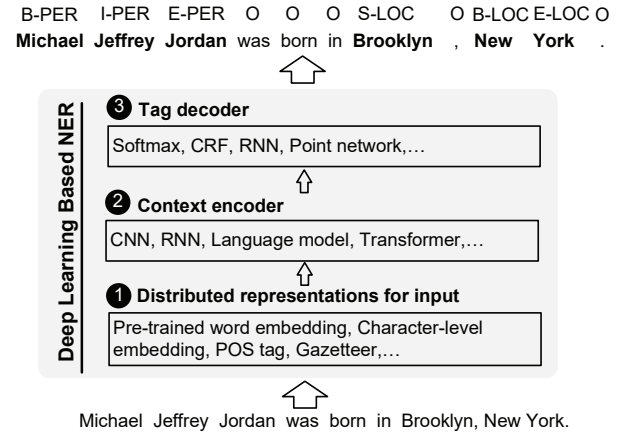 B-PER I-PER E-PER O O O S-LOC O B-LOC E-LOC O
Michael Jeffrey Jordan was born in Brooklyn , New York .
Deep Learning Based NER
3 Tag decoder
Softmax, CRF, RNN, Point network,…
2 Context encoder
CNN, RNN, Language model, Transformer,…
1 Distributed representations for input
Pre-trained word embedding, Character-level
embedding, POS tag, Gazetteer,…
Michael Jeffrey Jordan was born in Brooklyn, New York.